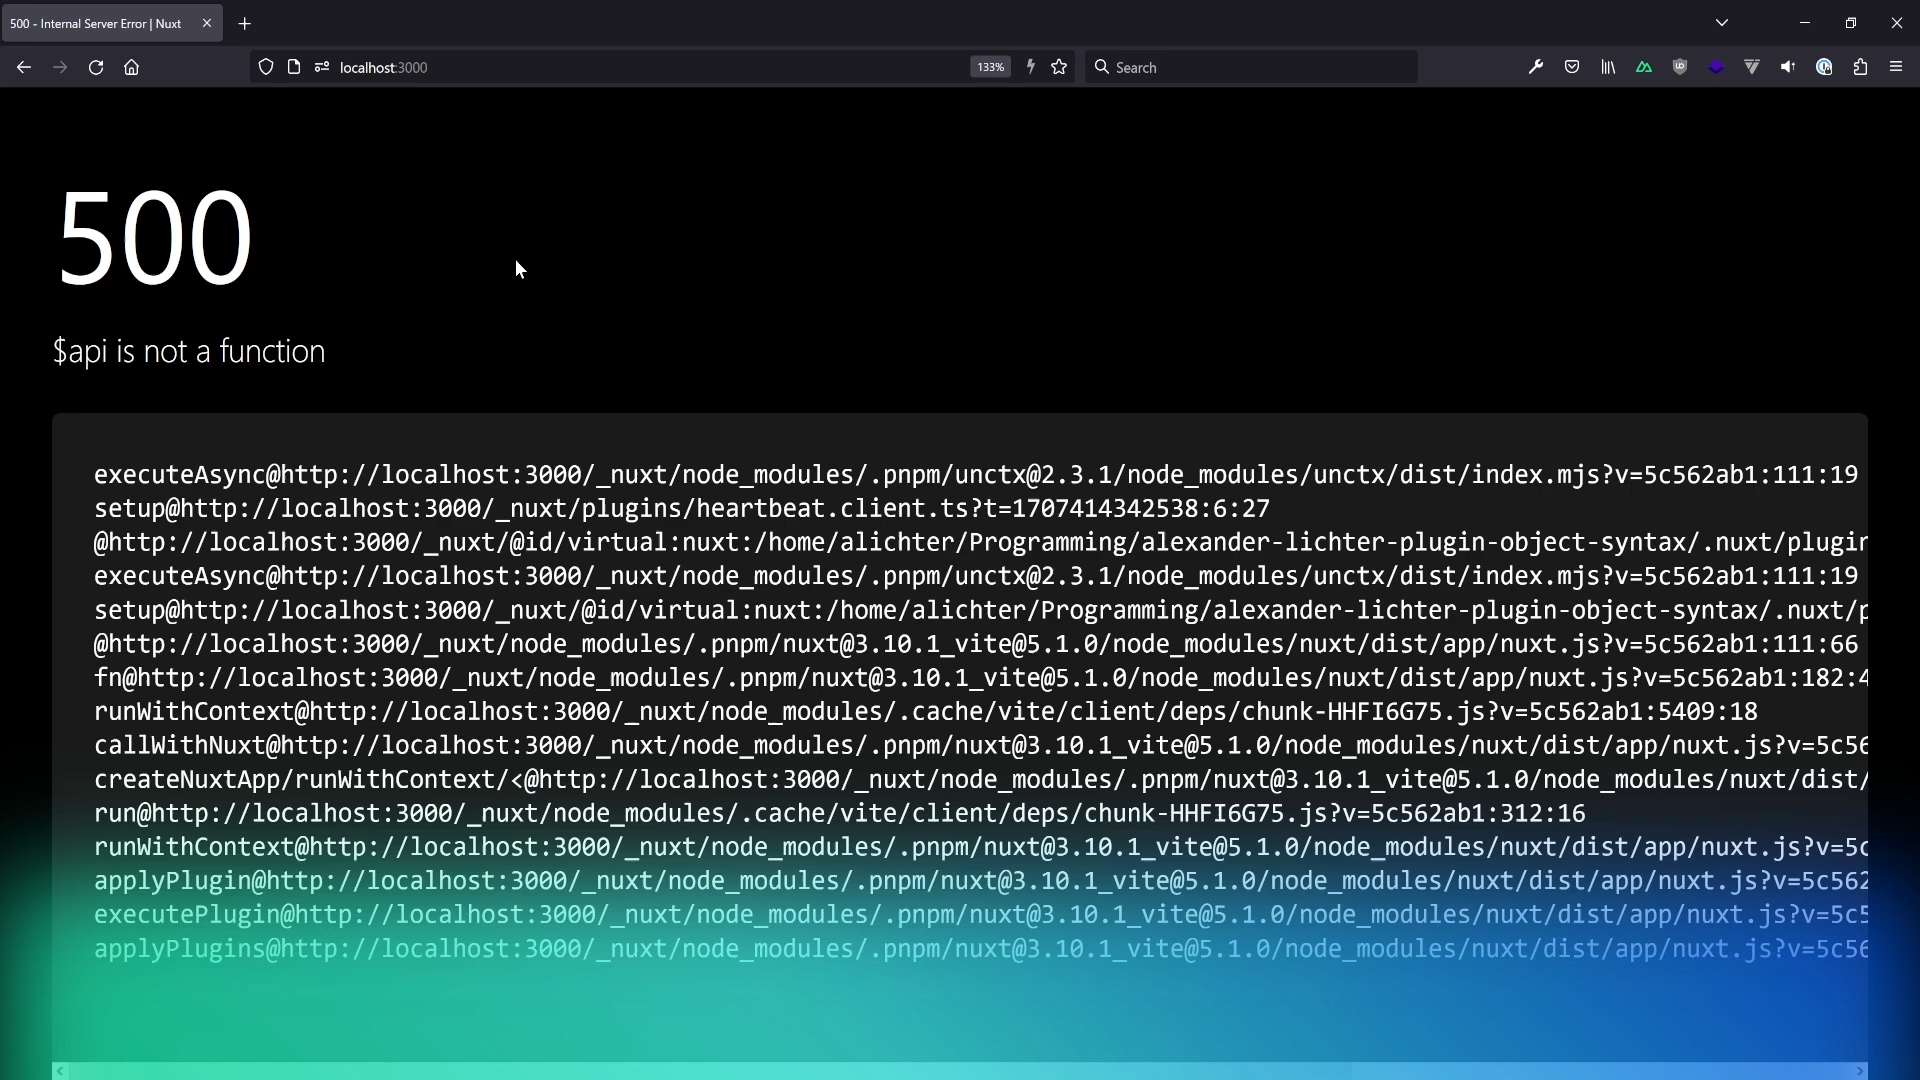 500 - Internal Server Error | Nuxt
localhost:3000
133%
Search
500
$api is not a function
executeAsync@http://localhost:3000/_nuxt/node_modules/.pnpm/unctx@2.3.1/node_modules/unctx/dist/index.mjs?v=5c562ab1:111:19
setup@http://localhost:3000/_nuxt/plugins/heartbeat.client.ts?t=1707414342538:6:27
@http://localhost:3000/_nuxt/@id/virtual:nuxt:/home/alichter/Programming/alexander-lichter-plugin-object-syntax/.nuxt/plugin
executeAsync@http://localhost:3000/_nuxt/node_modules/.pnpm/unctx@2.3.1/node_modules/unctx/dist/index.mjs?v=5c562ab1:111:19
setup@http://localhost:3000/_nuxt/@id/virtual:nuxt:/home/alichter/Programming/alexander-lichter-plugin-object-syntax/.nuxt/p
@http://localhost:3000/_nuxt/node_modules/.pnpm/nuxt@3.10.1_vite@5.1.0/node_modules/nuxt/dist/app/nuxt.js?v=5c562ab1:111:66
fn@http://localhost:3000/_nuxt/node_modules/.pnpm/nuxt@3.10.1_vite@5.1.0/node_modules/nuxt/dist/app/nuxt.js?v=5c562ab1:182:4
runWithContext@http://localhost:3000/_nuxt/node_modules/.cache/vite/client/deps/chunk-HHFI6G75.js?v=5c562ab1:5409:18
callWithNuxt@http://localhost:3000/_nuxt/node_modules/.pnpm/nuxt@3.10.1_vite@5.1.0/node_modules/nuxt/dist/app/nuxt.js?v=5c56
createNuxtApp/runWithContext/<@http://localhost:3000/_nuxt/node_modules/.pnpm/nuxt@3.10.1_vite@5.1.0/node_modules/nuxt/dist/
run@http://localhost:3000/_nuxt/node_modules/.cache/vite/client/deps/chunk-HHFI6G75.js?v=5c562ab1:312:16
runWithContext@http://localhost:3000/_nuxt/node_modules/.pnpm/nuxt@3.10.1_vite@5.1.0/node_modules/nuxt/dist/app/nuxt.js?v=5c
applyPlugin@http://localhost:3000/_nuxt/node_modules/.pnpm/nuxt@3.10.1_vite@5.1.0/node_modules/nuxt/dist/app/nuxt.js?v=5c562
executePlugin@http://localhost:3000/_nuxt/node_modules/.pnpm/nuxt@3.10.1_vite@5.1.0/node_modules/nuxt/dist/app/nuxt.js?v=5c5
applyPlugins@http://localhost:3000/_nuxt/node_modules/.pnpm/nuxt@3.10.1_vite@5.1.0/node_modules/nuxt/dist/app/nuxt.js?v=5c56